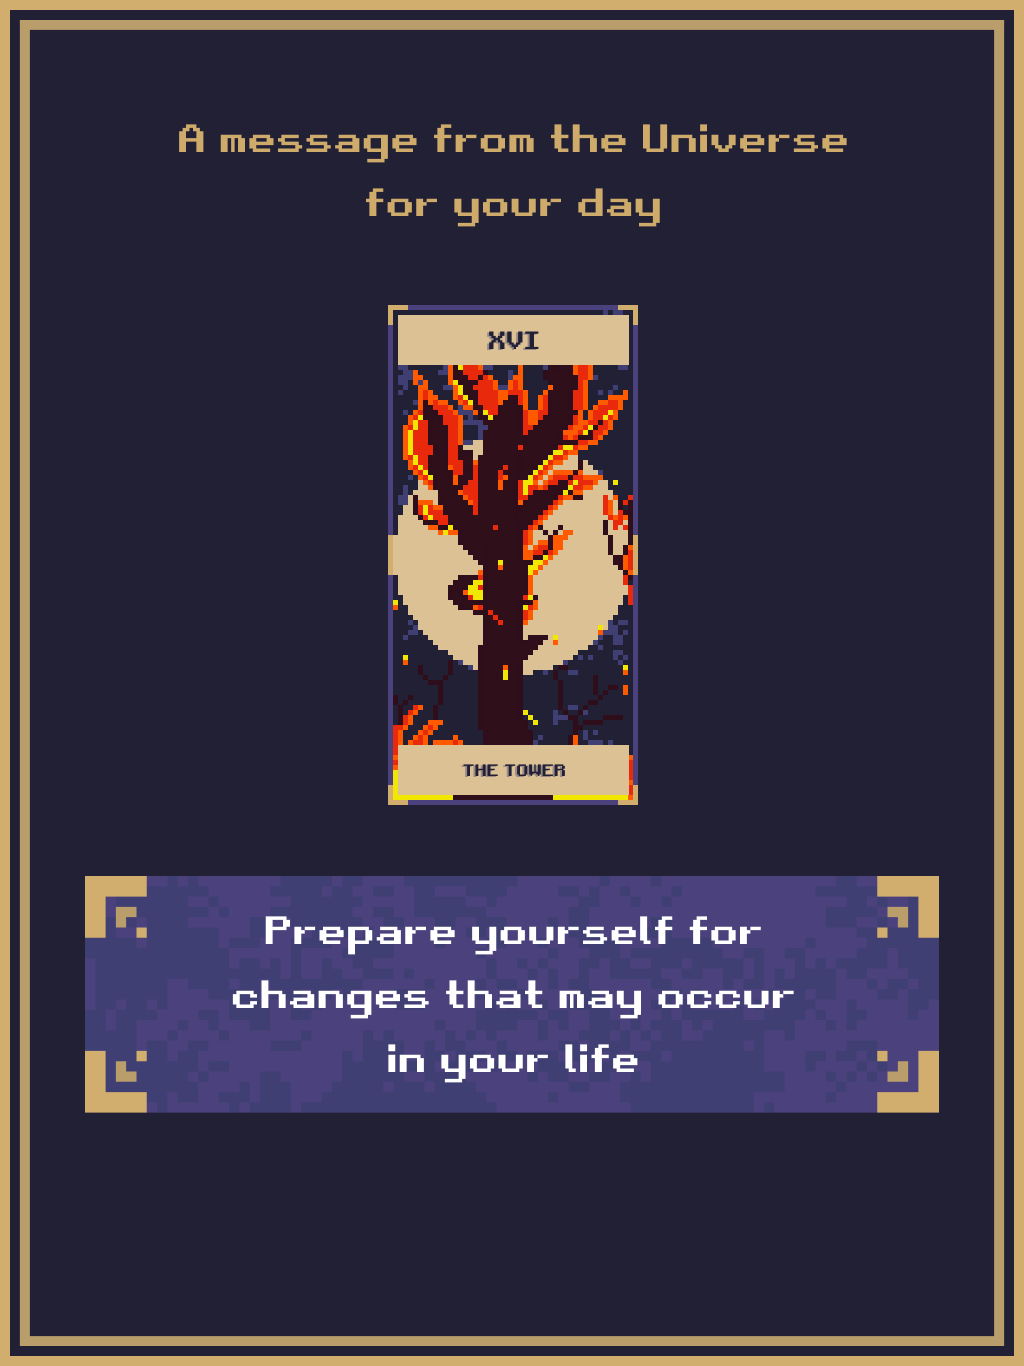 A message from the Universe
for your day
XVI
THE TOWER
Prepare yourself for
changes that may occur
in your life